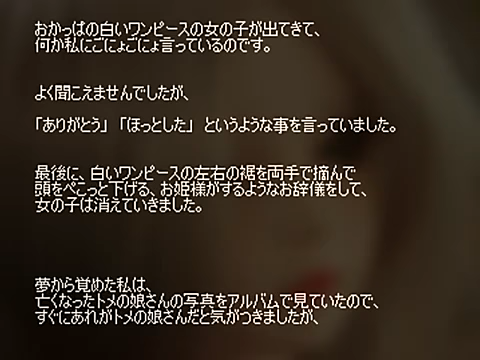 おかっぱの白いワンピースの女の子が出てきて、
何か私にごにょごにょ言っているのです。
よく聞こえませんでしたが、
「ありがとう」「ほっとした」というような事を言っていました。
最後に、白いワンピースの左右の裾を両手で摘んで
頭をぺこっと下げる、お姫様がするようなお辞儀をして、
女の子は消えていきました。
夢から覚めた私は、
亡くなったトメの娘さんの写真をアルバムで見ていたので、
すぐにあれがトメの娘さんだと気がつきましたが、